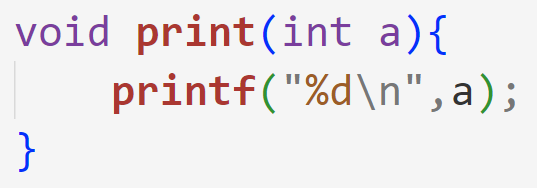 void print(int a){
    printf("%d\n",a);
}